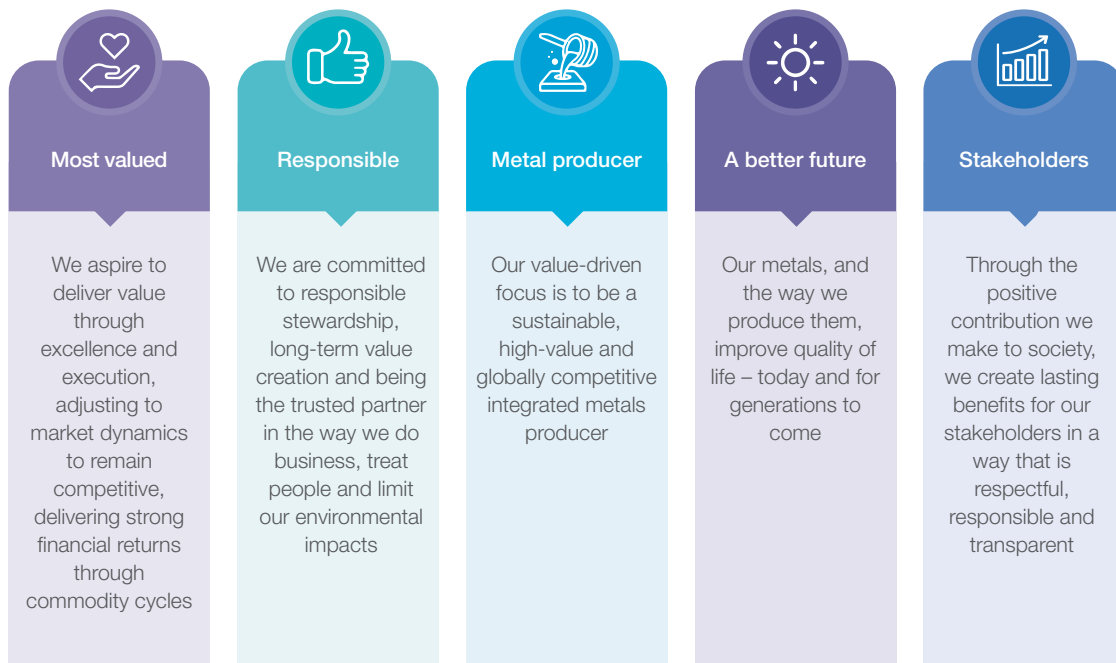 Most valued
We aspire to
deliver value
through
excellence and
execution,
adjusting to
market dynamics
to remain
competitive,
delivering strong
financial returns
through
commodity cycles
Responsible
We are committed
to responsible
stewardship,
long-term value
creation and being
the trusted partner
in the way we do
business, treat
people and limit
our environmental
impacts
Metal producer
Our value-driven
focus is to be a
sustainable,
high-value and
globally competitive
integrated metals
producer
A better future
Our metals, and
the way we
produce them,
improve quality of
life – today and for
generations to
come
Stakeholders
Through the
positive
contribution we
make to society,
we create lasting
benefits for our
stakeholders in a
way that is
respectful,
responsible and
transparent